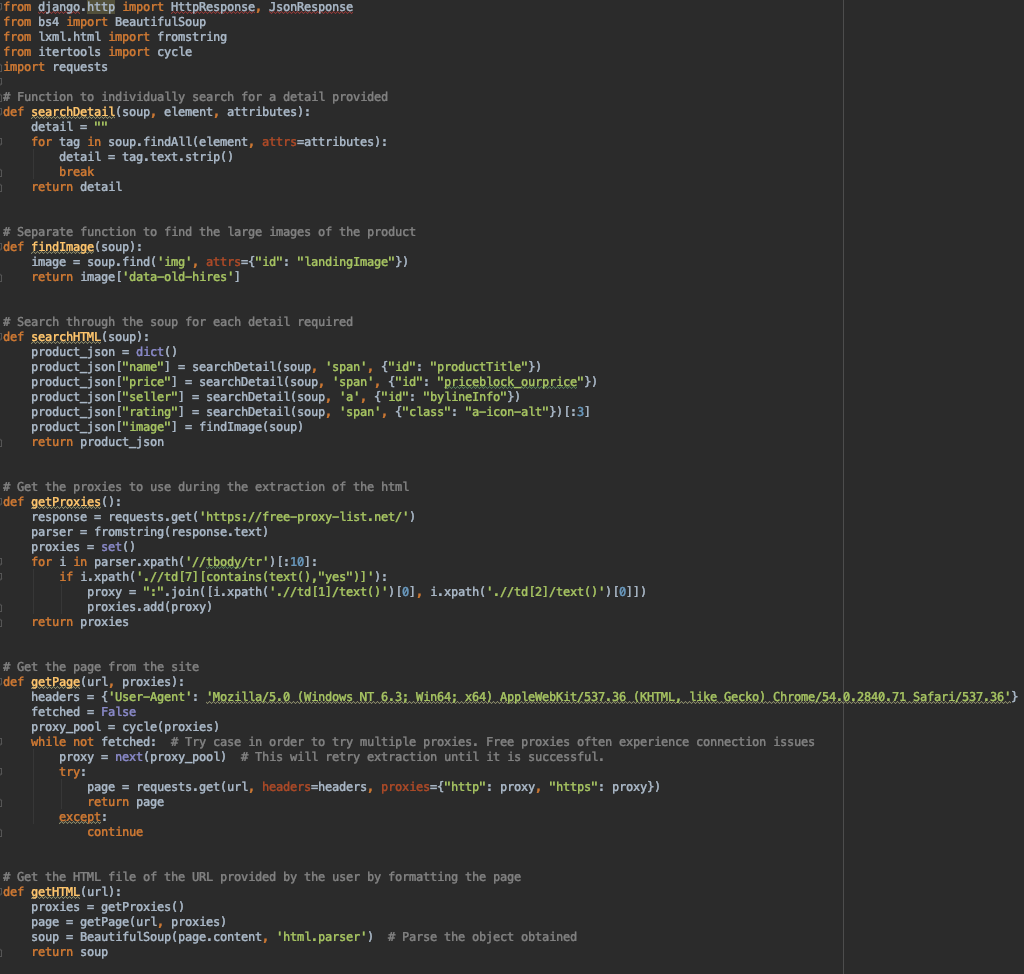 from django.http import HttpResponse, JsonResponse
from bs4 import BeautifulSoup
from lxml.html import fromstring
from itertools import cycle
import requests
# Function to individually search for a detail provided
def searchDetail(soup, element, attributes):
    detail = ""
    for tag in soup.findAll(element, attrs=attributes):
        detail = tag.text.strip()
        break
    return detail
# Separate function to find the large images of the product
def findImage(soup):
    image = soup.find('img', attrs={"id": "landingImage"})
    return image['data-old-hires']
# Search through the soup for each detail required
def searchHTML(soup):
    product_json = dict()
    product_json["name"] = searchDetail(soup, 'span', {"id": "productTitle"})
    product_json["price"] = searchDetail(soup, 'span', {"id": "priceblock_ourprice"})
    product_json["seller"] = searchDetail(soup, 'a', {"id": "bylineInfo"})
    product_json["rating"] = searchDetail(soup, 'span', {"class": "a-icon-alt"})[:3]
    product_json["image"] = findImage(soup)
    return product_json
# Get the proxies to use during the extraction of the html
def getProxies():
    response = requests.get('https://free-proxy-list.net/')
    parser = fromstring(response.text)
    proxies = set()
    for i in parser.xpath('//tbody/tr')[:10]:
        if i.xpath('.//td[7][contains(text(),"yes")]'):
            proxy = ":".join([i.xpath('.//td[1]/text()')[0], i.xpath('.//td[2]/text()')[0]])
            proxies.add(proxy)
    return proxies
# Get the page from the site
def getPage(url, proxies):
    headers = {'User-Agent': 'Mozilla/5.0 (Windows NT 6.3; Win64; x64) AppleWebKit/537.36 (KHTML, like Gecko) Chrome/54.0.2840.71 Safari/537.36'}
    fetched = False
    proxy_pool = cycle(proxies)
    while not fetched:  # Try case in order to try multiple proxies. Free proxies often experience connection issues
        proxy = next(proxy_pool)  # This will retry extraction until it is successful.
        try:
            page = requests.get(url, headers=headers, proxies={"http": proxy, "https": proxy})
            return page
        except:
            continue
# Get the HTML file of the URL provided by the user by formatting the page
def getHTML(url):
    proxies = getProxies()
    page = getPage(url, proxies)
    soup = BeautifulSoup(page.content, 'html.parser')  # Parse the object obtained
    return soup